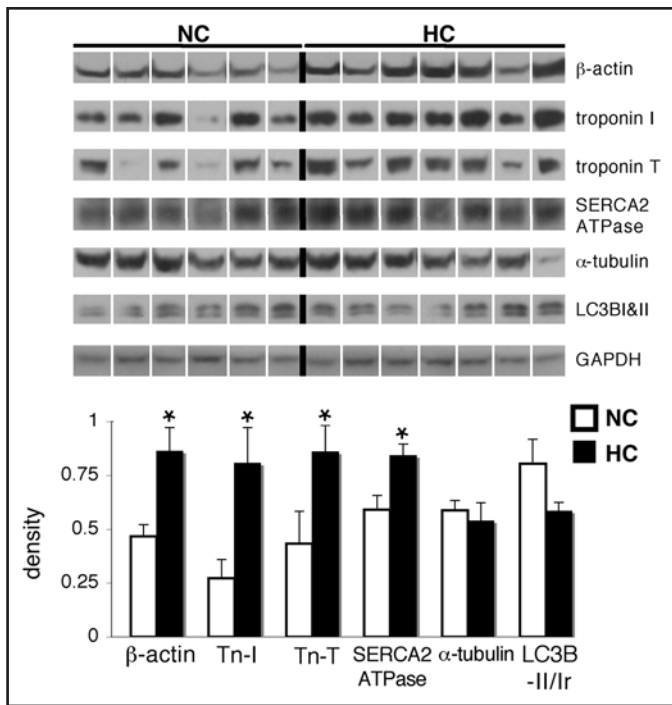 NC HC
β-actin
troponin I
troponin T
SERCA2
ATPase
α-tubulin
LC3BI&II
GAPDH
1
0.75
0.5
0.25
0
density
* * * *
NC
HC
β-actin Tn-I Tn-T SERCA2 α-tubulin LC3B
ATPase -II/Ir